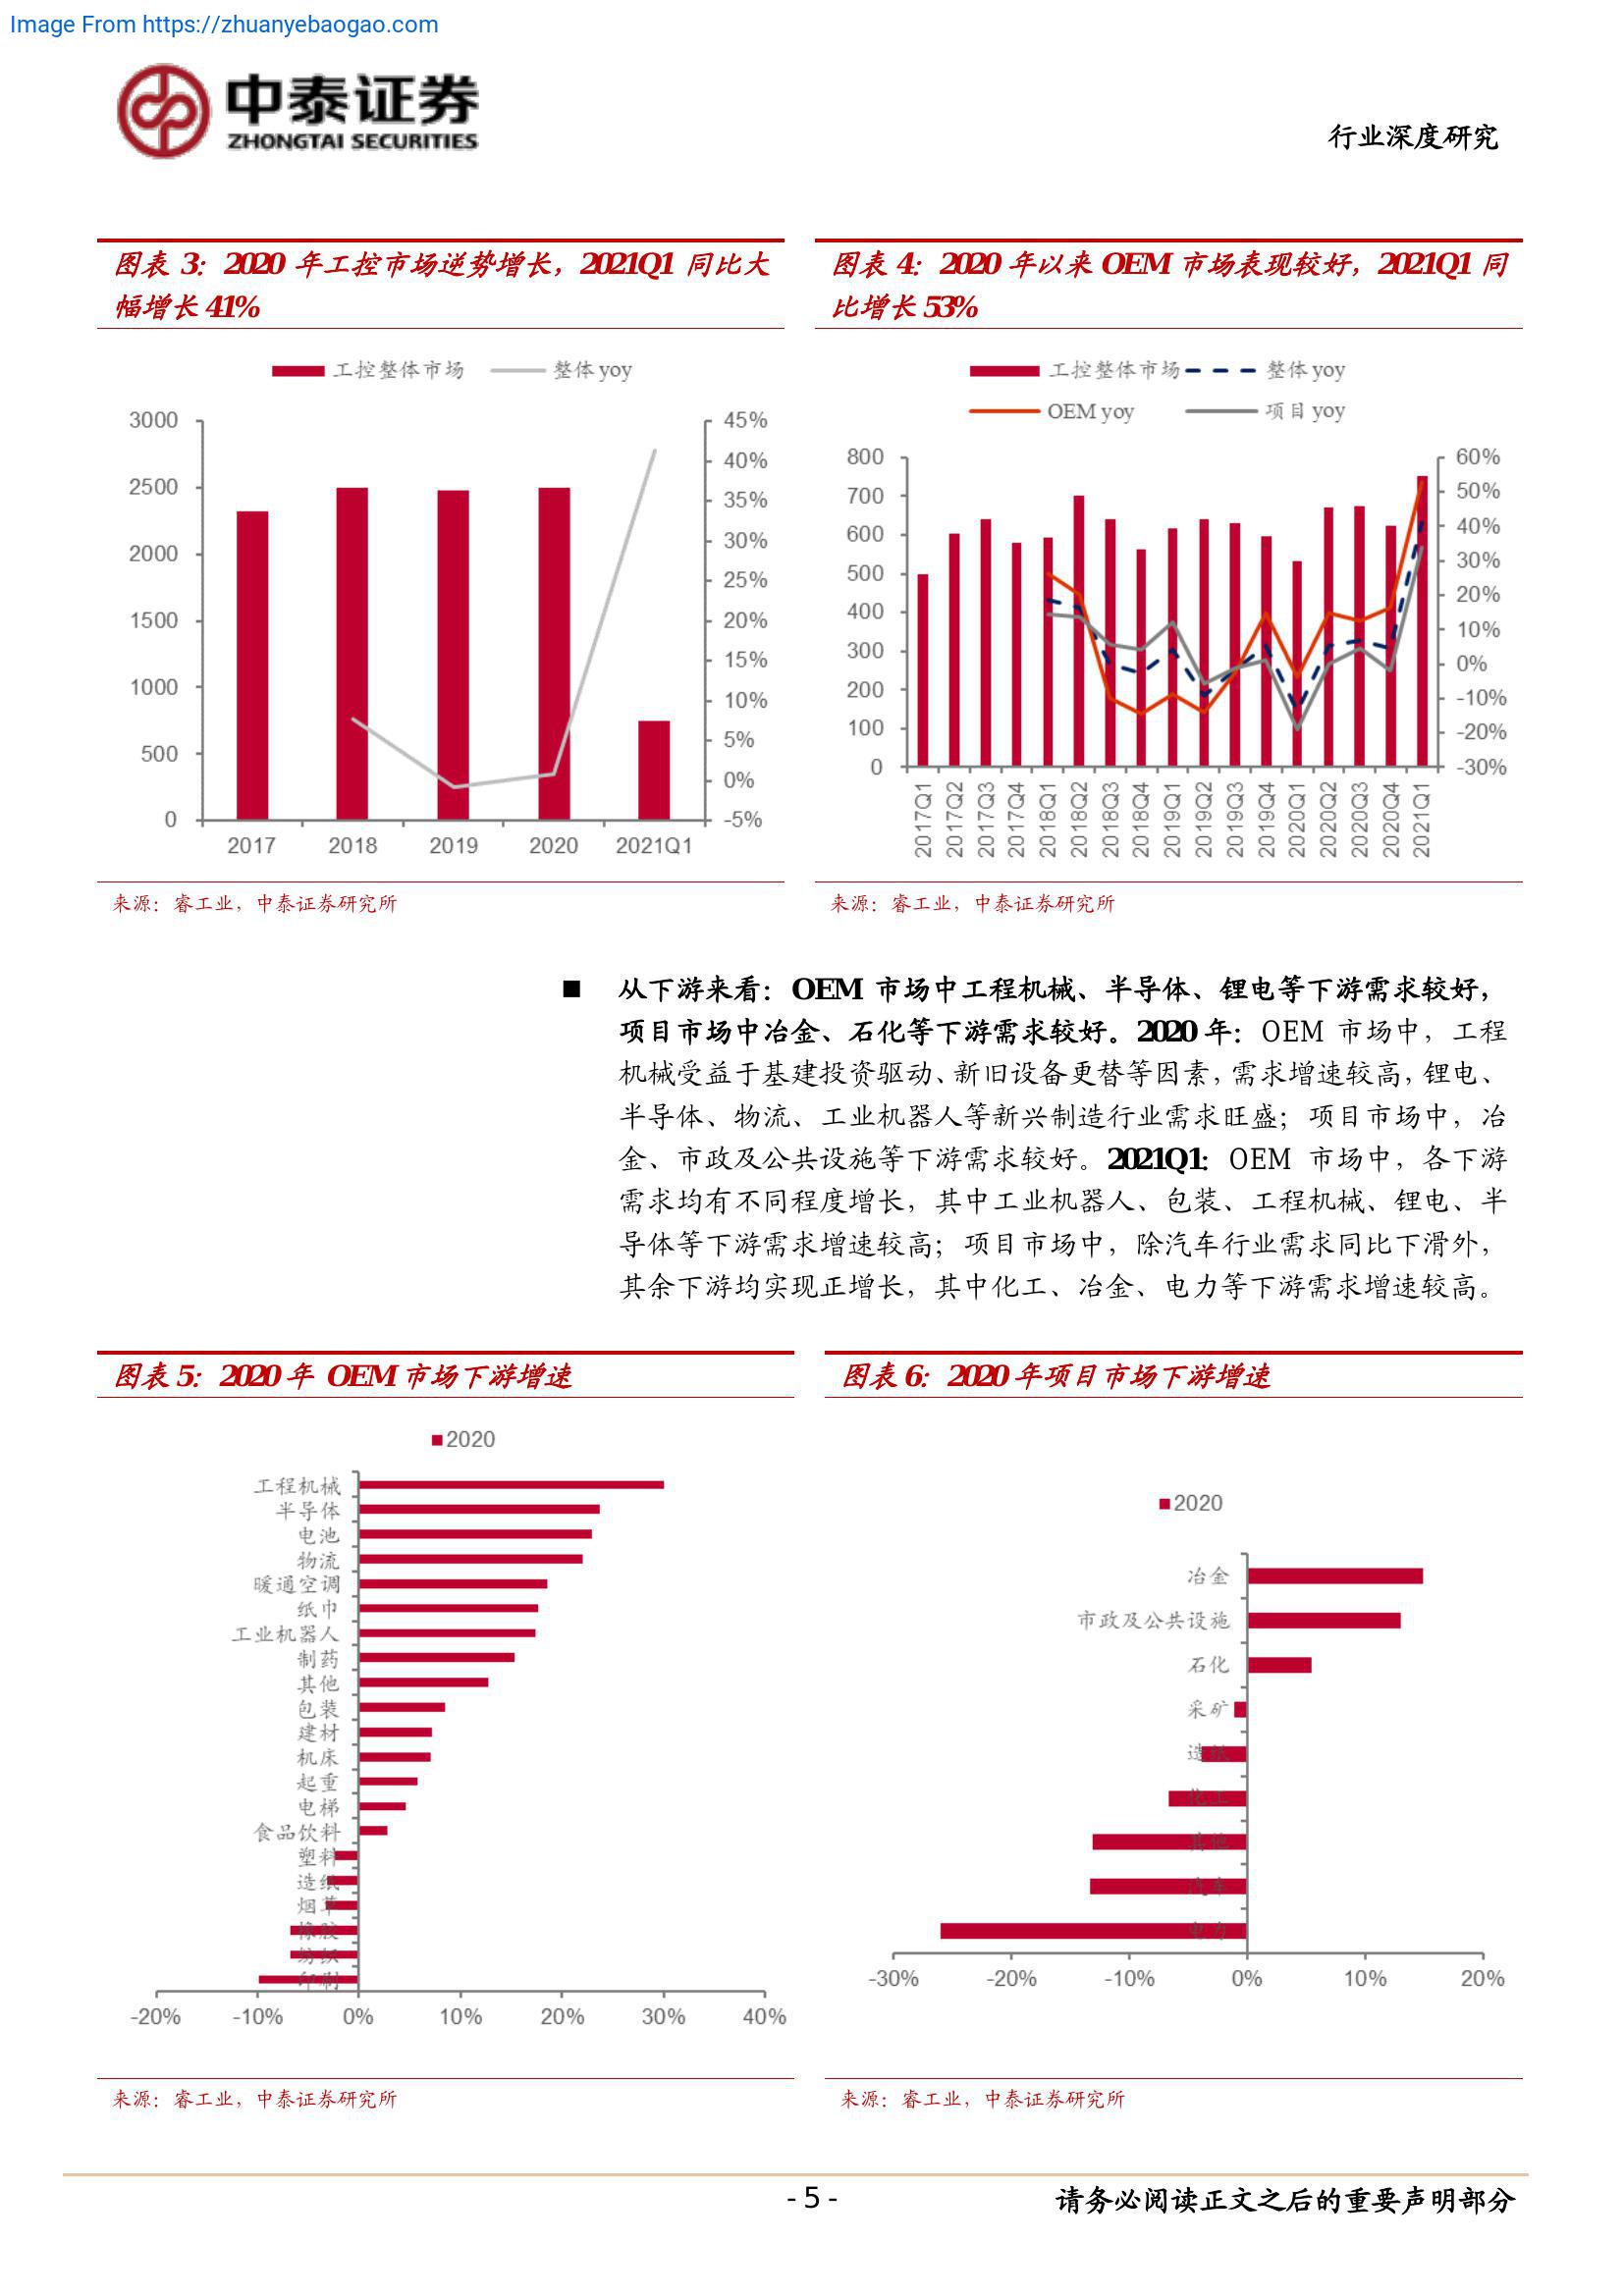 Image From https://zhuanyebaogao.com
中泰证券
ZHONGTAI SECURITIES
行业深度研究
图表 3：2020 年工控市场逆势增长，2021Q1 同比大
幅增长 41%
工控整体市场 整体 yoy
3000
2500
2000
1500
1000
500
0
45%
40%
35%
30%
25%
20%
15%
10%
5%
0%
-5%
2017 2018 2019 2020 2021Q1
来源：睿工业，中泰证券研究所
图表 4：2020 年以来 OEM 市场表现较好，2021Q1 同
比增长 53%
工控整体市场 整体 yoy
OEM yoy 项目 yoy
800
700
600
500
400
300
200
100
0
60%
50%
40%
30%
20%
10%
0%
-10%
-20%
-30%
2017Q1 2017Q2 2017Q3 2017Q4 2018Q1 2018Q2 2018Q3 2018Q4 2019Q1 2019Q2 2019Q3 2019Q4 2020Q1 2020Q2 2020Q3 2020Q4 2021Q1
来源：睿工业，中泰证券研究所
■ 从下游来看：OEM 市场中工程机械、半导体、锂电等下游需求较好，
项目市场中冶金、石化等下游需求较好。2020 年：OEM 市场中，工程
机械受益于基建投资驱动、新旧设备更替等因素，需求增速较高，锂电、
半导体、物流、工业机器人等新兴制造行业需求旺盛；项目市场中，冶
金、市政及公共设施等下游需求较好。2021Q1：OEM 市场中，各下游
需求均有不同程度增长，其中工业机器人、包装、工程机械、锂电、半
导体等下游需求增速较高；项目市场中，除汽车行业需求同比下滑外，
其余下游均实现正增长，其中化工、冶金、电力等下游需求增速较高。
图表 5：2020 年 OEM 市场下游增速
2020
工程机械
半导体
电池
物流
暖通空调
纸巾
工业机器人
制药
其他
包装
建材
机床
起重
电梯
食品饮料
塑料
造纸
烟草
橡胶
纺织
印刷
-20% -10% 0% 10% 20% 30% 40%
来源：睿工业，中泰证券研究所
图表 6：2020 年项目市场下游增速
2020
冶金
市政及公共设施
石化
采矿
造纸
化工
其他
汽车
电力
-30% -20% -10% 0% 10% 20%
来源：睿工业，中泰证券研究所
- 5 -
请务必阅读正文之后的重要声明部分